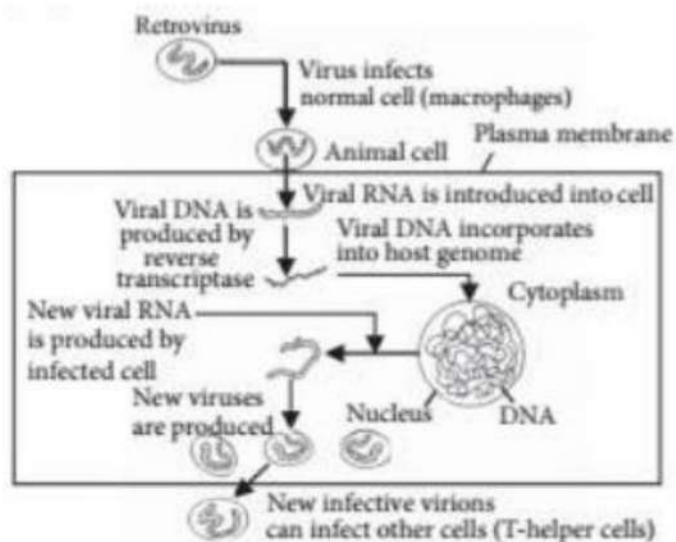 Retrovirus
Virus infects
normal cell (macrophages)
Plasma membrane
Animal cell
Viral RNA is introduced into cell
Viral DNA is
produced by
reverse
transcriptase
Viral DNA incorporates
into host genome
Cytoplasm
New viral RNA
is produced by
infected cell
New viruses
are produced
Nucleus
DNA
New infective virions
can infect other cells (T-helper cells)